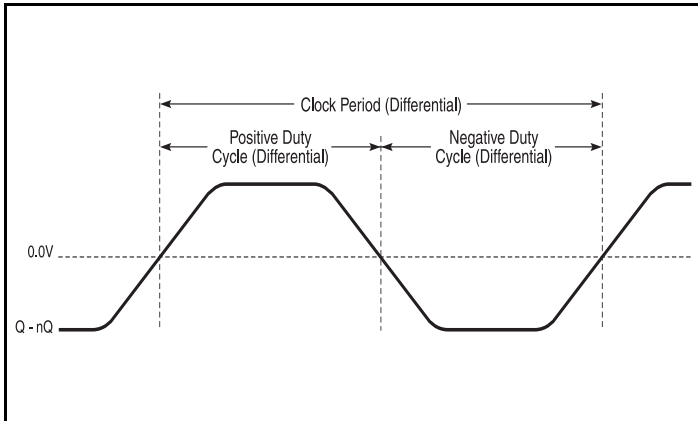 Clock Period (Differential)
Positive Duty
Cycle (Differential)
Negative Duty
Cycle (Differential)
0.0V
Q - nQ